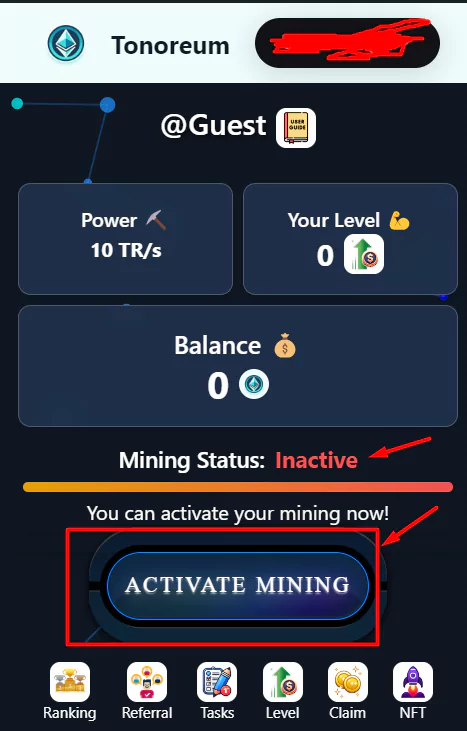 Tonoreum
@Guest
USER GUIDE
Power
10 TR/s
Your Level
0
Balance
0
Mining Status: Inactive
You can activate your mining now!
ACTIVATE MINING
Ranking Referral Tasks Level Claim NFT